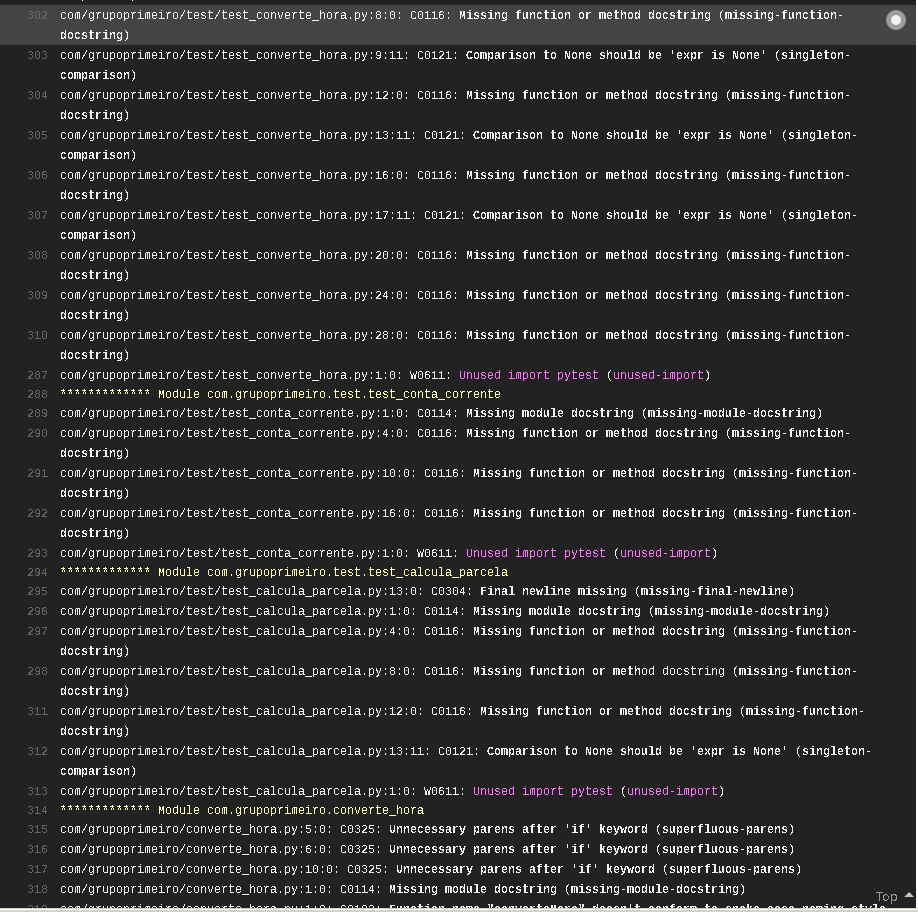 302 com/grupoprimeiro/test/test_converte_hora.py:8:0: C0116: Missing function or method docstring (missing-function-
docstring)
303 com/grupoprimeiro/test/test_converte_hora.py:9:11: C0121: Comparison to None should be 'expr is None' (singleton-
comparison)
304 com/grupoprimeiro/test/test_converte_hora.py:12:0: C0116: Missing function or method docstring (missing-function-
docstring)
305 com/grupoprimeiro/test/test_converte_hora.py:13:11: C0121: Comparison to None should be 'expr is None' (singleton-
comparison)
306 com/grupoprimeiro/test/test_converte_hora.py:16:0: C0116: Missing function or method docstring (missing-function-
docstring)
307 com/grupoprimeiro/test/test_converte_hora.py:17:11: C0121: Comparison to None should be 'expr is None' (singleton-
comparison)
308 com/grupoprimeiro/test/test_converte_hora.py:20:0: C0116: Missing function or method docstring (missing-function-
docstring)
309 com/grupoprimeiro/test/test_converte_hora.py:24:0: C0116: Missing function or method docstring (missing-function-
docstring)
310 com/grupoprimeiro/test/test_converte_hora.py:28:0: C0116: Missing function or method docstring (missing-function-
docstring)
287 com/grupoprimeiro/test/test_converte_hora.py:1:0: W0611: Unused import pytest (unused-import)
288 ************* Module com.grupoprimeiro.test.test_conta_corrente
289 com/grupoprimeiro/test/test_conta_corrente.py:1:0: C0114: Missing module docstring (missing-module-docstring)
290 com/grupoprimeiro/test/test_conta_corrente.py:4:0: C0116: Missing function or method docstring (missing-function-
docstring)
291 com/grupoprimeiro/test/test_conta_corrente.py:10:0: C0116: Missing function or method docstring (missing-function-
docstring)
292 com/grupoprimeiro/test/test_conta_corrente.py:16:0: C0116: Missing function or method docstring (missing-function-
docstring)
293 com/grupoprimeiro/test/test_conta_corrente.py:1:0: W0611: Unused import pytest (unused-import)
294 ************* Module com.grupoprimeiro.test.test_calcula_parcela
295 com/grupoprimeiro/test/test_calcula_parcela.py:13:0: C0304: Final newline missing (missing-final-newline)
296 com/grupoprimeiro/test/test_calcula_parcela.py:1:0: C0114: Missing module docstring (missing-module-docstring)
297 com/grupoprimeiro/test/test_calcula_parcela.py:4:0: C0116: Missing function or method docstring (missing-function-
docstring)
298 com/grupoprimeiro/test/test_calcula_parcela.py:8:0: C0116: Missing function or method docstring (missing-function-
docstring)
311 com/grupoprimeiro/test/test_calcula_parcela.py:12:0: C0116: Missing function or method docstring (missing-function-
docstring)
312 com/grupoprimeiro/test/test_calcula_parcela.py:13:11: C0121: Comparison to None should be 'expr is None' (singleton-
comparison)
313 com/grupoprimeiro/test/test_calcula_parcela.py:1:0: W0611: Unused import pytest (unused-import)
314 ************* Module com.grupoprimeiro.converte_hora
315 com/grupoprimeiro/converte_hora.py:5:0: C0325: Unnecessary parens after 'if' keyword (superfluous-parens)
316 com/grupoprimeiro/converte_hora.py:6:0: C0325: Unnecessary parens after 'if' keyword (superfluous-parens)
317 com/grupoprimeiro/converte_hora.py:10:0: C0325: Unnecessary parens after 'if' keyword (superfluous-parens)
318 com/grupoprimeiro/converte_hora.py:1:0: C0114: Missing module docstring (missing-module-docstring)
Top